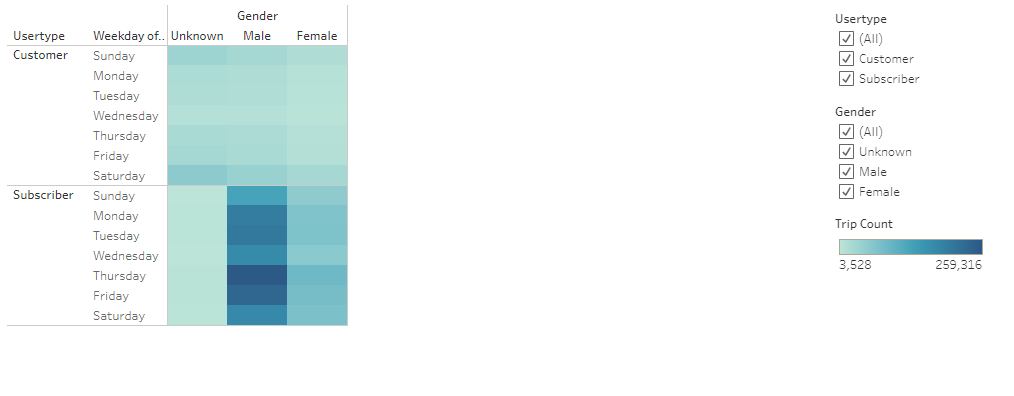 Gender
Usertype Weekday of.. Unknown Male Female
Customer Sunday
Monday
Tuesday
Wednesday
Thursday
Friday
Saturday
Subscriber Sunday
Monday
Tuesday
Wednesday
Thursday
Friday
Saturday
Usertype
(All)
Customer
Subscriber
Gender
(All)
Unknown
Male
Female
Trip Count
3,528 259,316